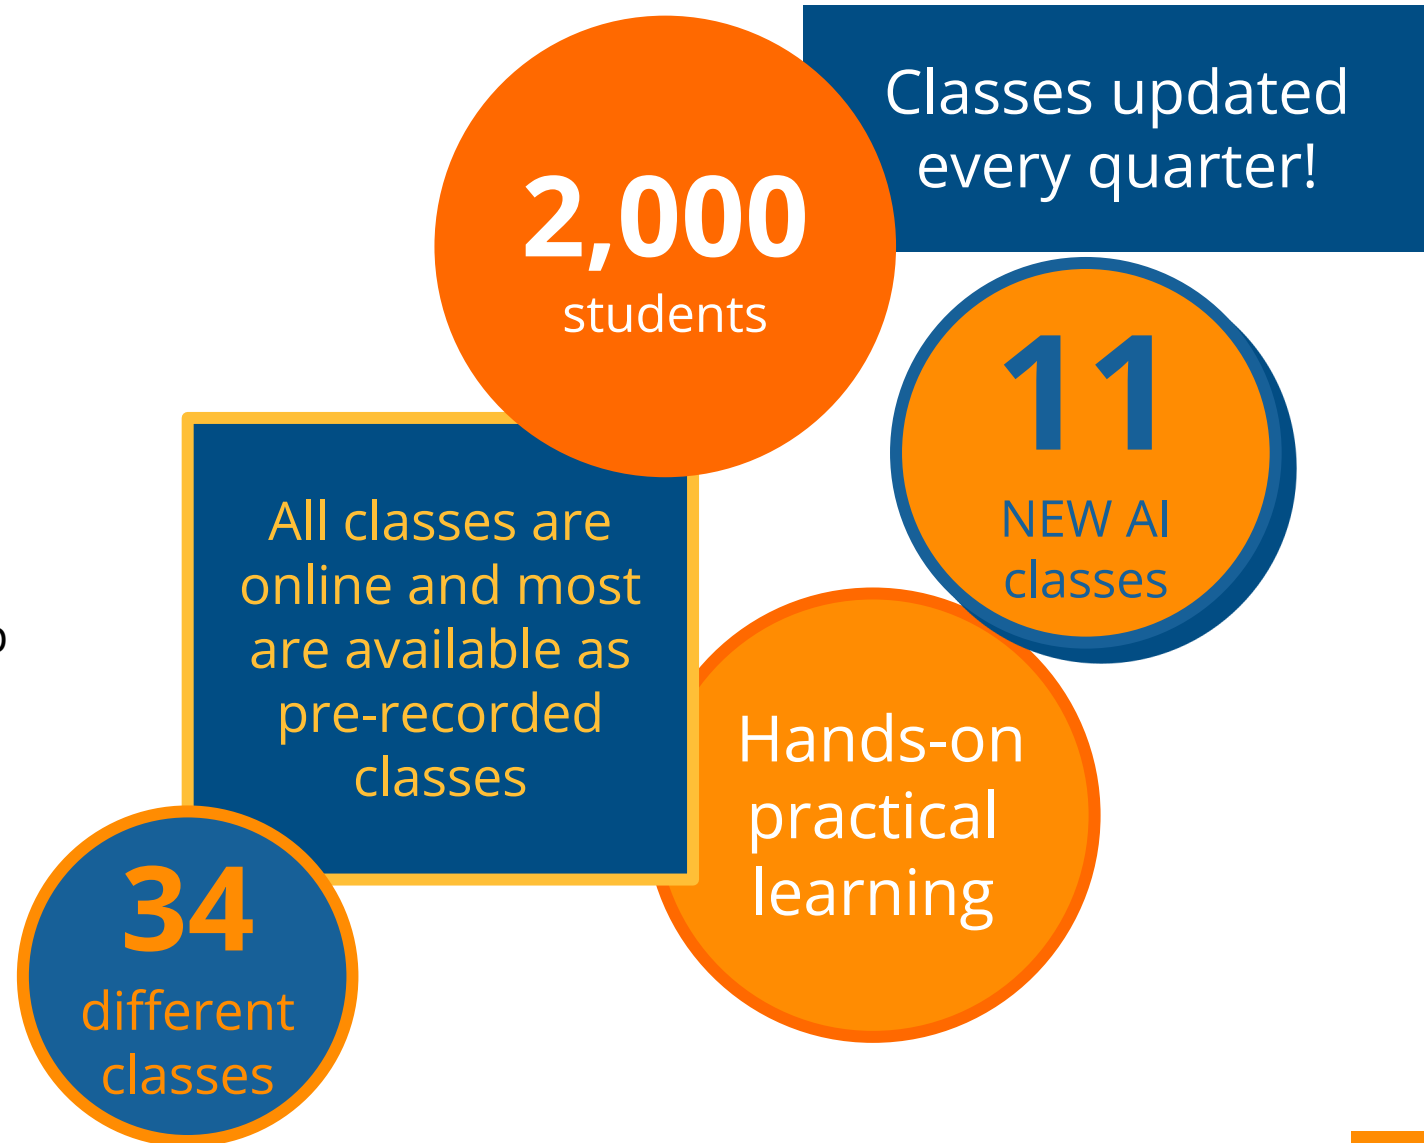 Classes updated
every quarter!
2,000
students
11
NEW AI
classes
All classes are
online and most
are available as
pre-recorded
classes
Hands-on
practical
learning
34
different
classes